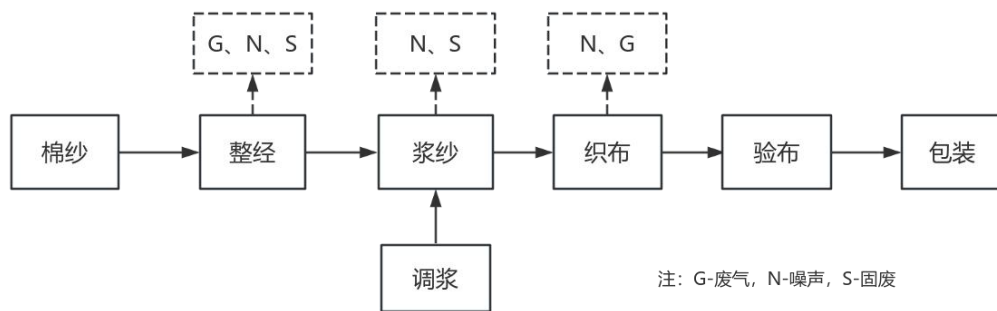 G、N、S
N、S
N、G
棉纱
整经
浆纱
织布
验布
包装
调浆
注：G-废气，N-噪声，S-固废